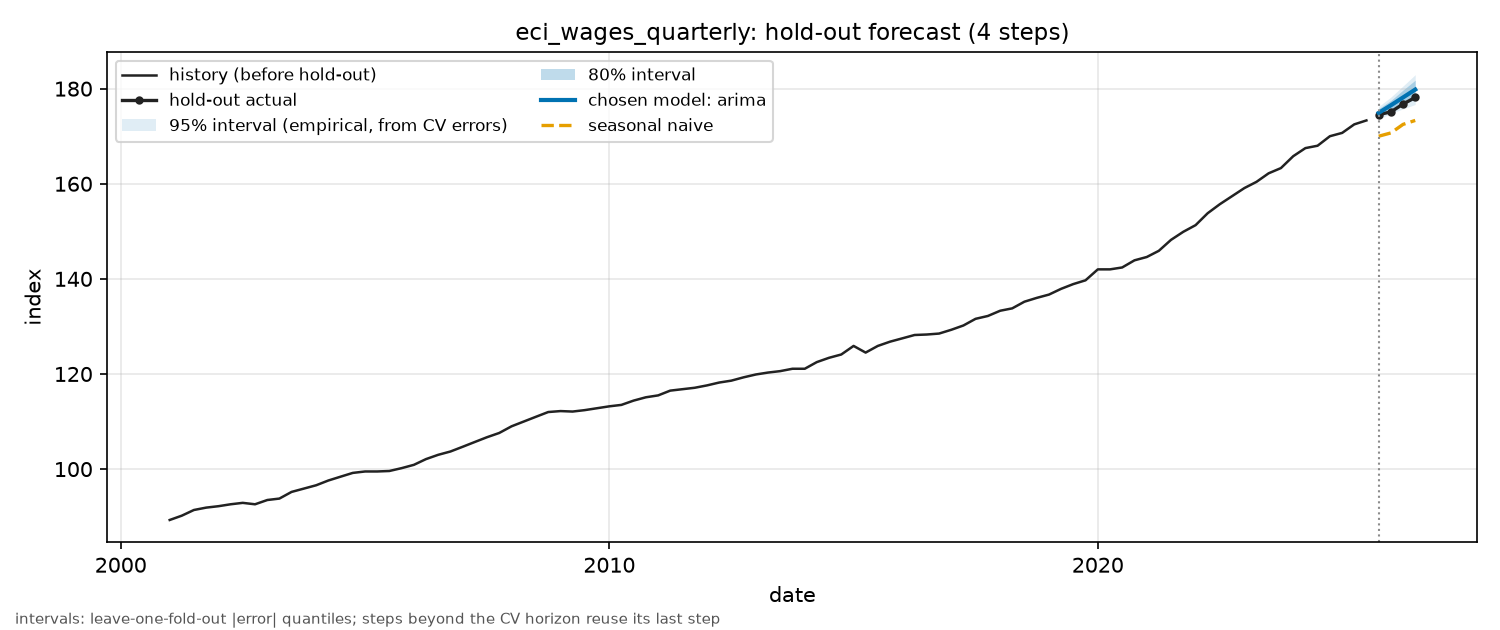 eci_wages_quarterly: hold-out forecast (4 steps)
history (before hold-out)
hold-out actual
95% interval (empirical, from CV errors)
80% interval
chosen model: arima
seasonal naive
index
180
160
140
120
100
2000
2010
2020
date
intervals: leave-one-fold-out |error| quantiles; steps beyond the CV horizon reuse its last step